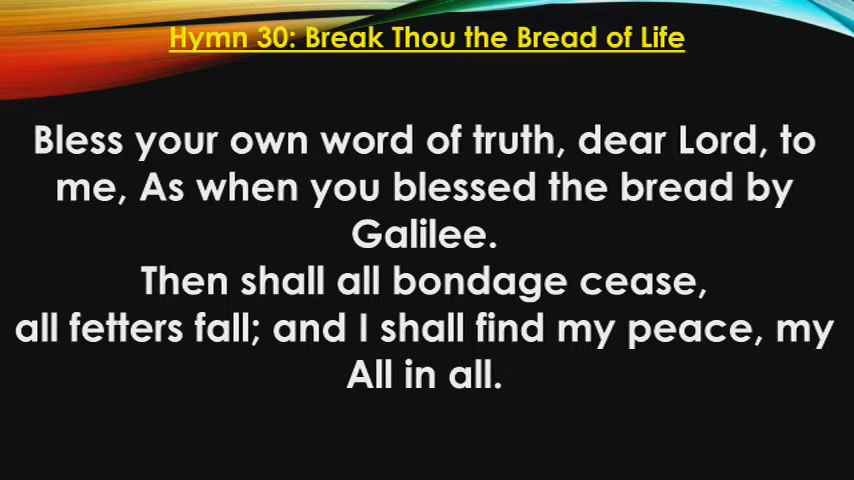 Hymn 30: Break Thou the Bread of Life
Bless your own word of truth, dear Lord, to
me, As when you blessed the bread by
Galilee.
Then shall all bondage cease,
all fetters fall; and I shall find my peace, my
All in all.